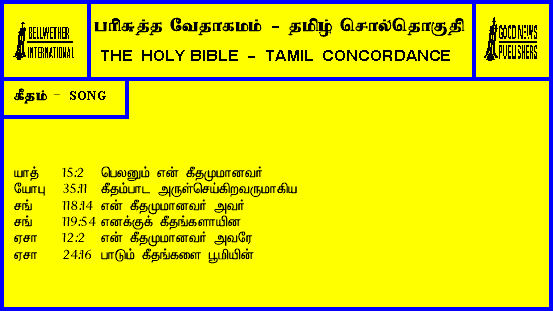 BELLWETHER
INTERNATIONAL
பரிசுத்த வேதாகமம் - தமிழ் சொல்தொகுதி
THE HOLY BIBLE - TAMIL CONCORDANCE
GOOD NEWS
PUBLISHERS
கீதம் - SONG
யாத் 15:2 பெலனும் என் கீதமுமானவர்
யோபு 35:11 கீதம்பாட அருள்செய்கிறவருமாகிய
சங் 118:14 என் கீதமுமானவர் அவர்
சங் 119:54 எனக்குக் கீதங்களாயின
ஏசா 12:2 என் கீதமுமானவர் அவரே
ஏசா 24:16 பாடும் கீதங்களை பூமியின்